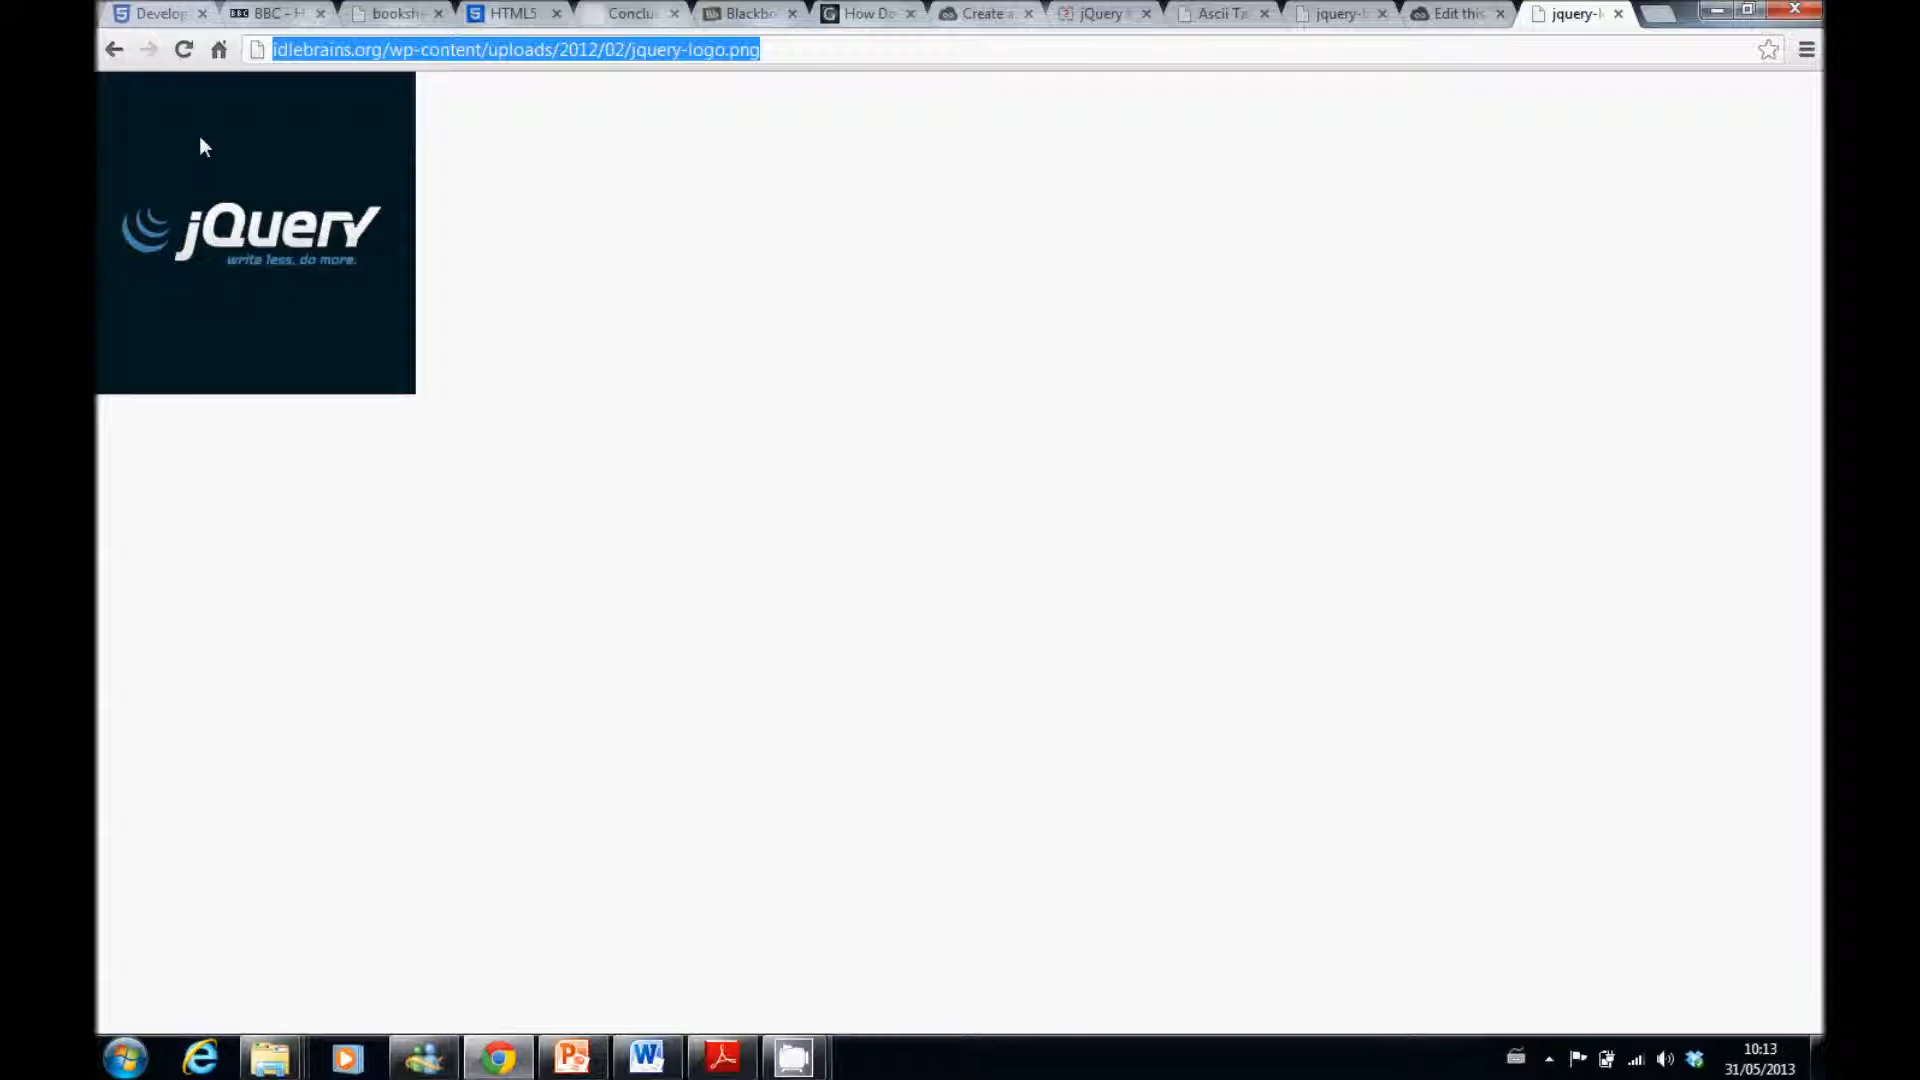 Develop BBC - H booksh HTML5 Conclu Blackbo How Do Create a jQuery Ascii Ta jquery-l Edit this jquery-l
idlebrains.org/wp-content/uploads/2012/02/jquery-logo.png
jQuery
write less. do more.
10:13
31/05/2013